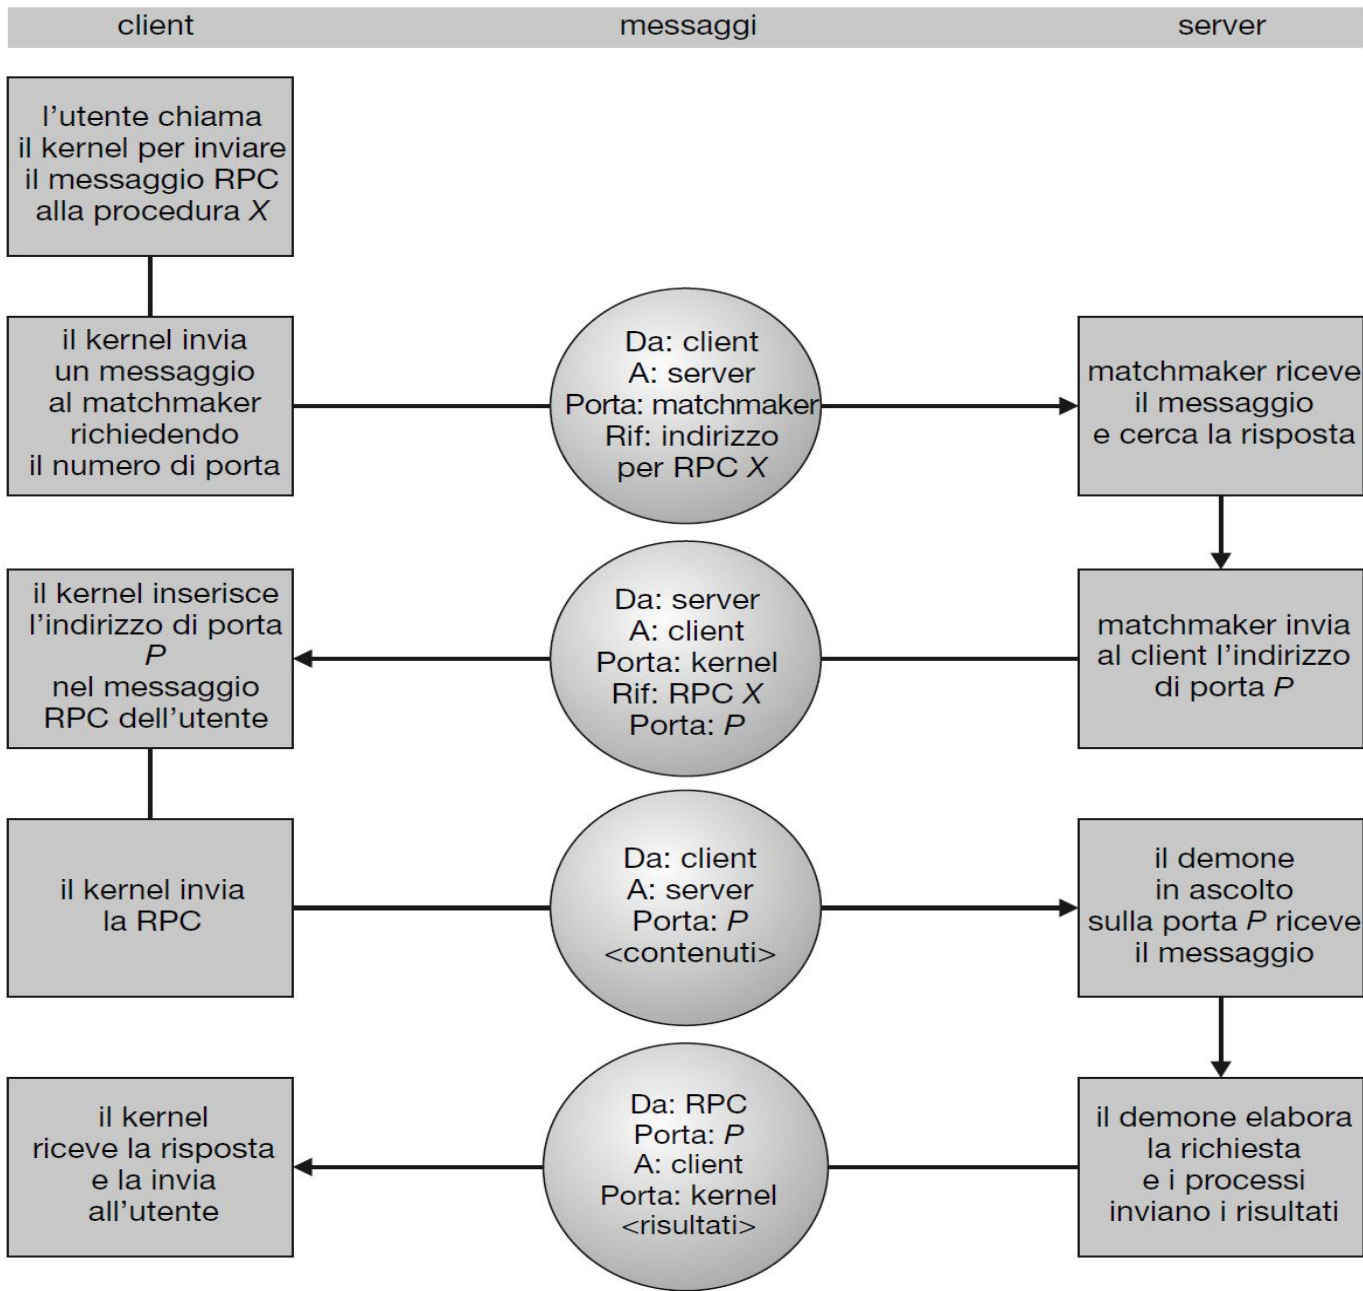 client
messaggi
server
l'utente chiama
il kernel per inviare
il messaggio RPC
alla procedura X
il kernel invia
un messaggio
al matchmaker
richiedendo
il numero di porta
Da: client
A: server
Porta: matchmaker
Rif: indirizzo
per RPC X
matchmaker riceve
il messaggio
e cerca la risposta
il kernel inserisce
l'indirizzo di porta
P
nel messaggio
RPC dell'utente
Da: server
A: client
Porta: kernel
Rif: RPC X
Porta: P
matchmaker invia
al client l'indirizzo
di porta P
il kernel invia
la RPC
Da: client
A: server
Porta: P
<contenuti>
il demone
in ascolto
sulla porta P riceve
il messaggio
il kernel
riceve la risposta
e la invia
all'utente
Da: RPC
Porta: P
A: client
Porta: kernel
<risultati>
il demone elabora
la richiesta
e i processi
inviano i risultati